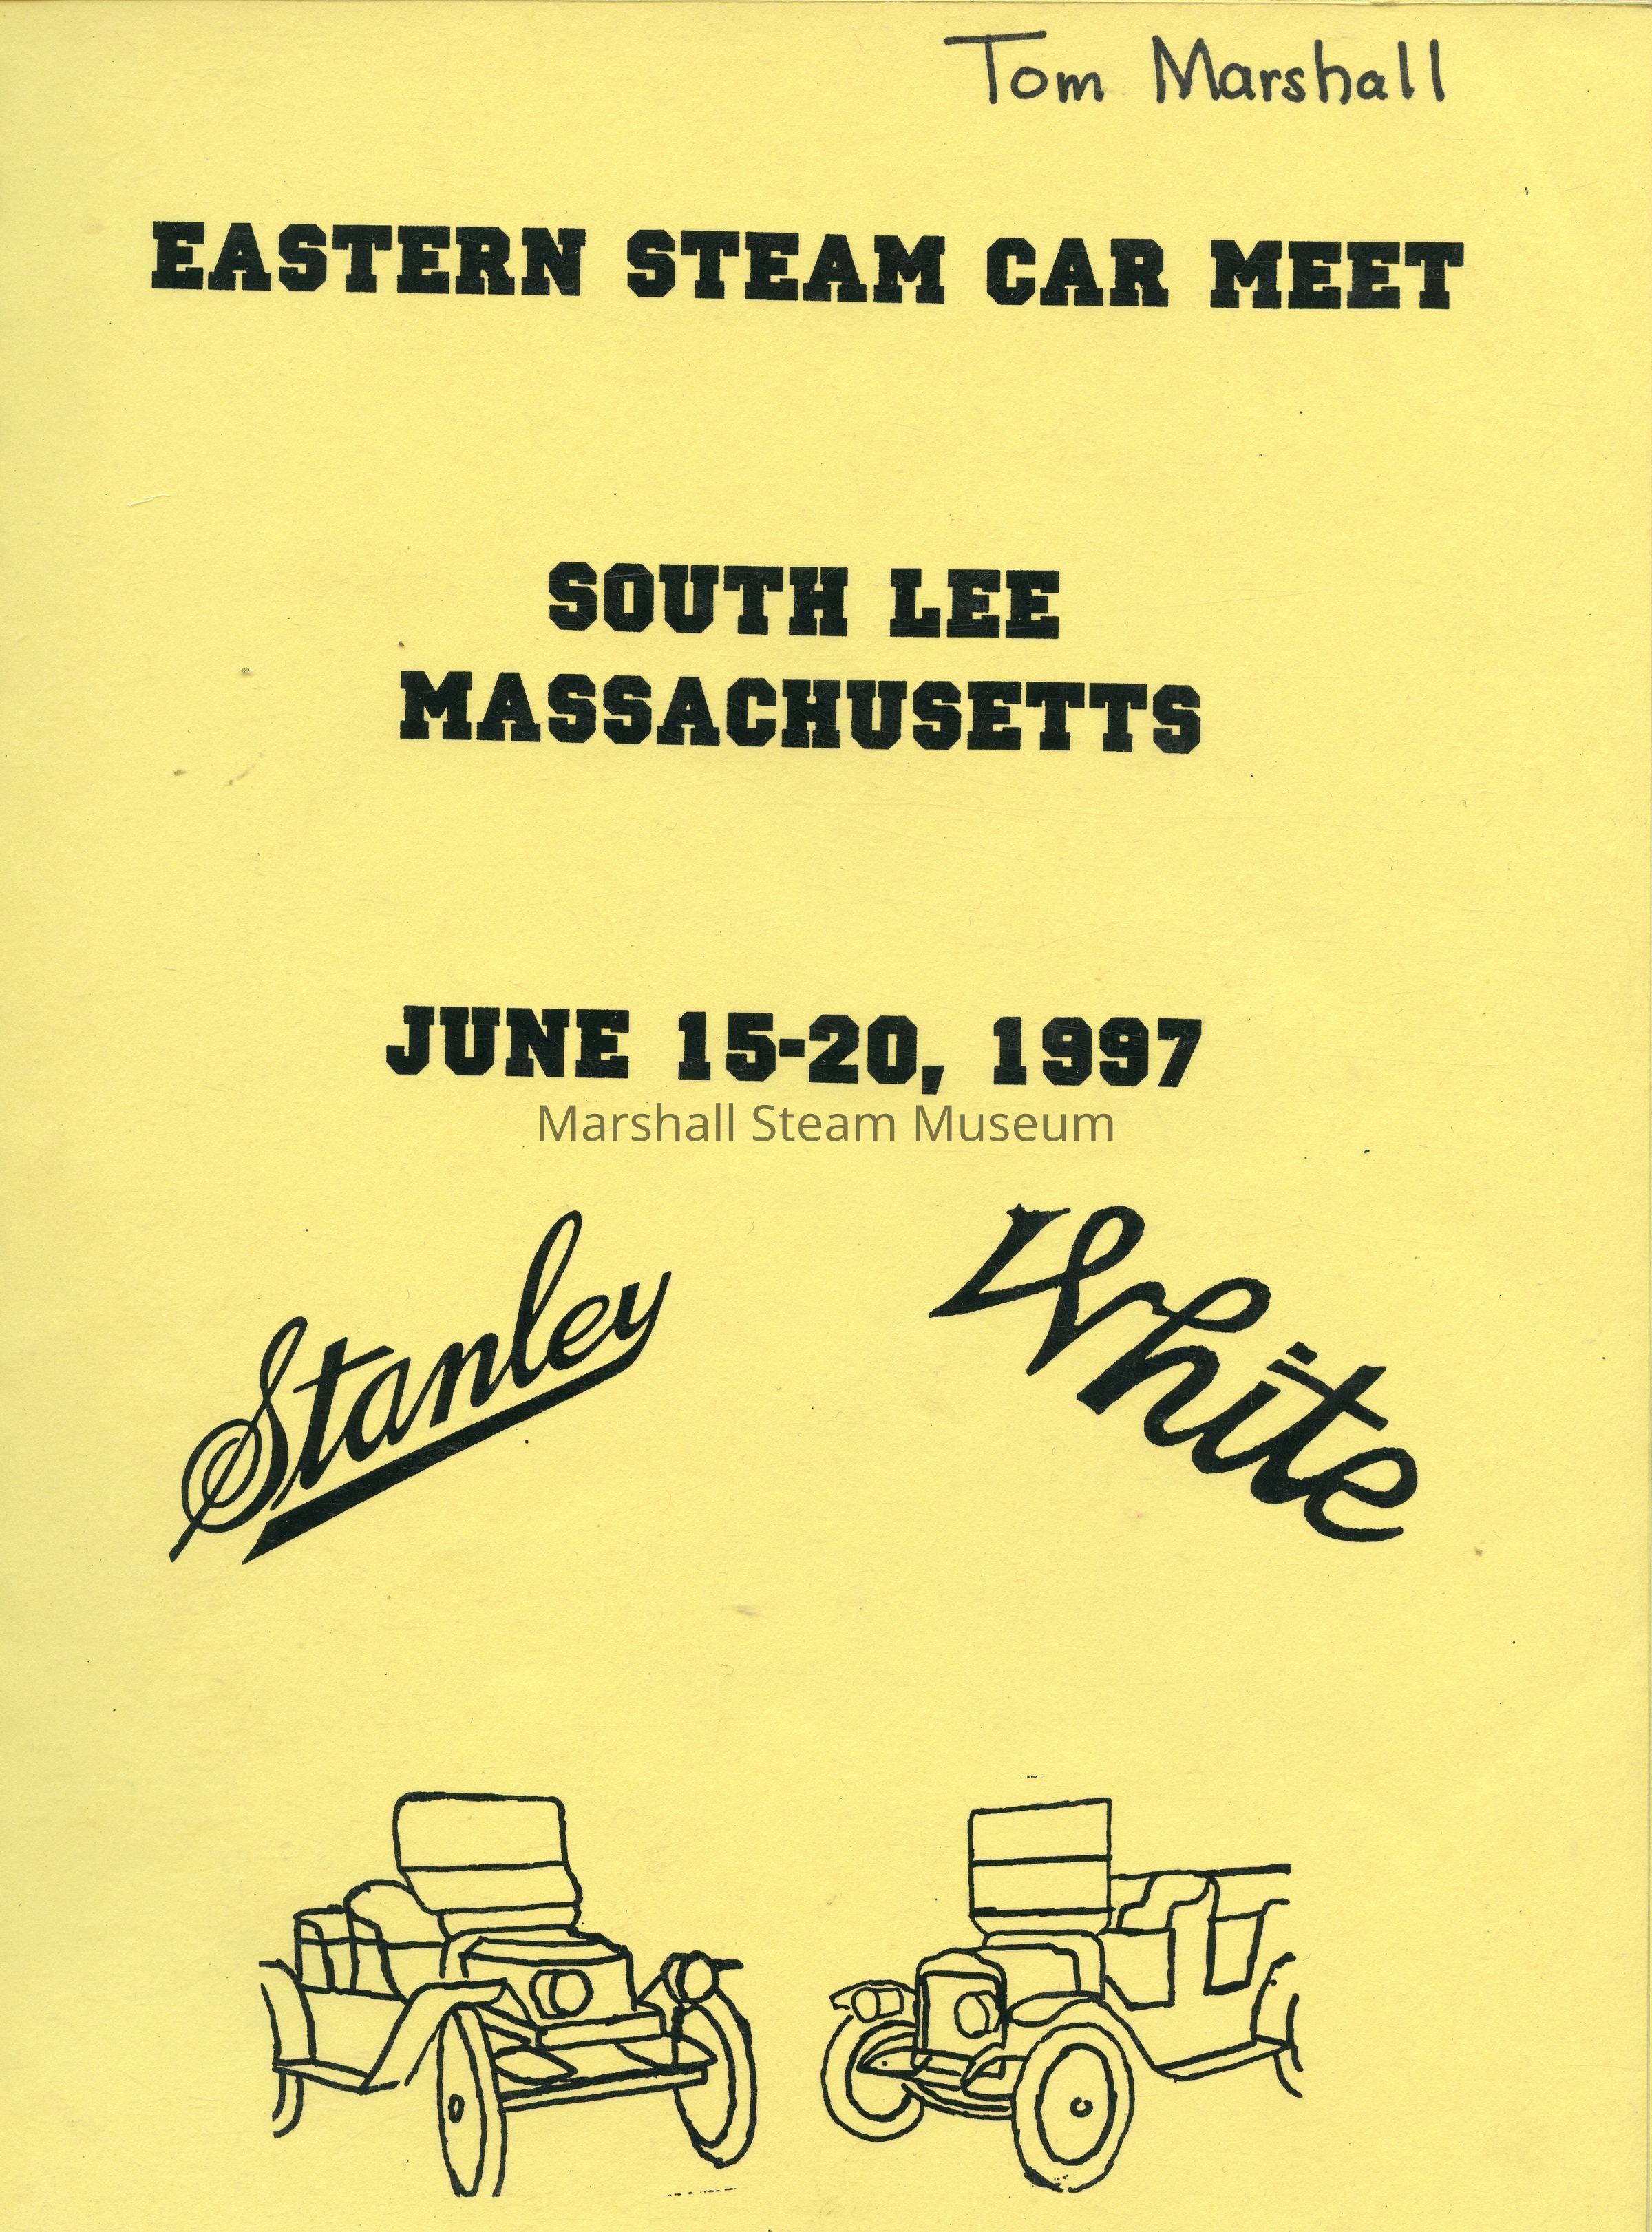 Tom Marshall
EASTERN STEAM CAR MEET
SOUTH LEE
MASSACHUSETTS
JUNE 15-20, 1997
Marshall Steam Museum
Stanley
White